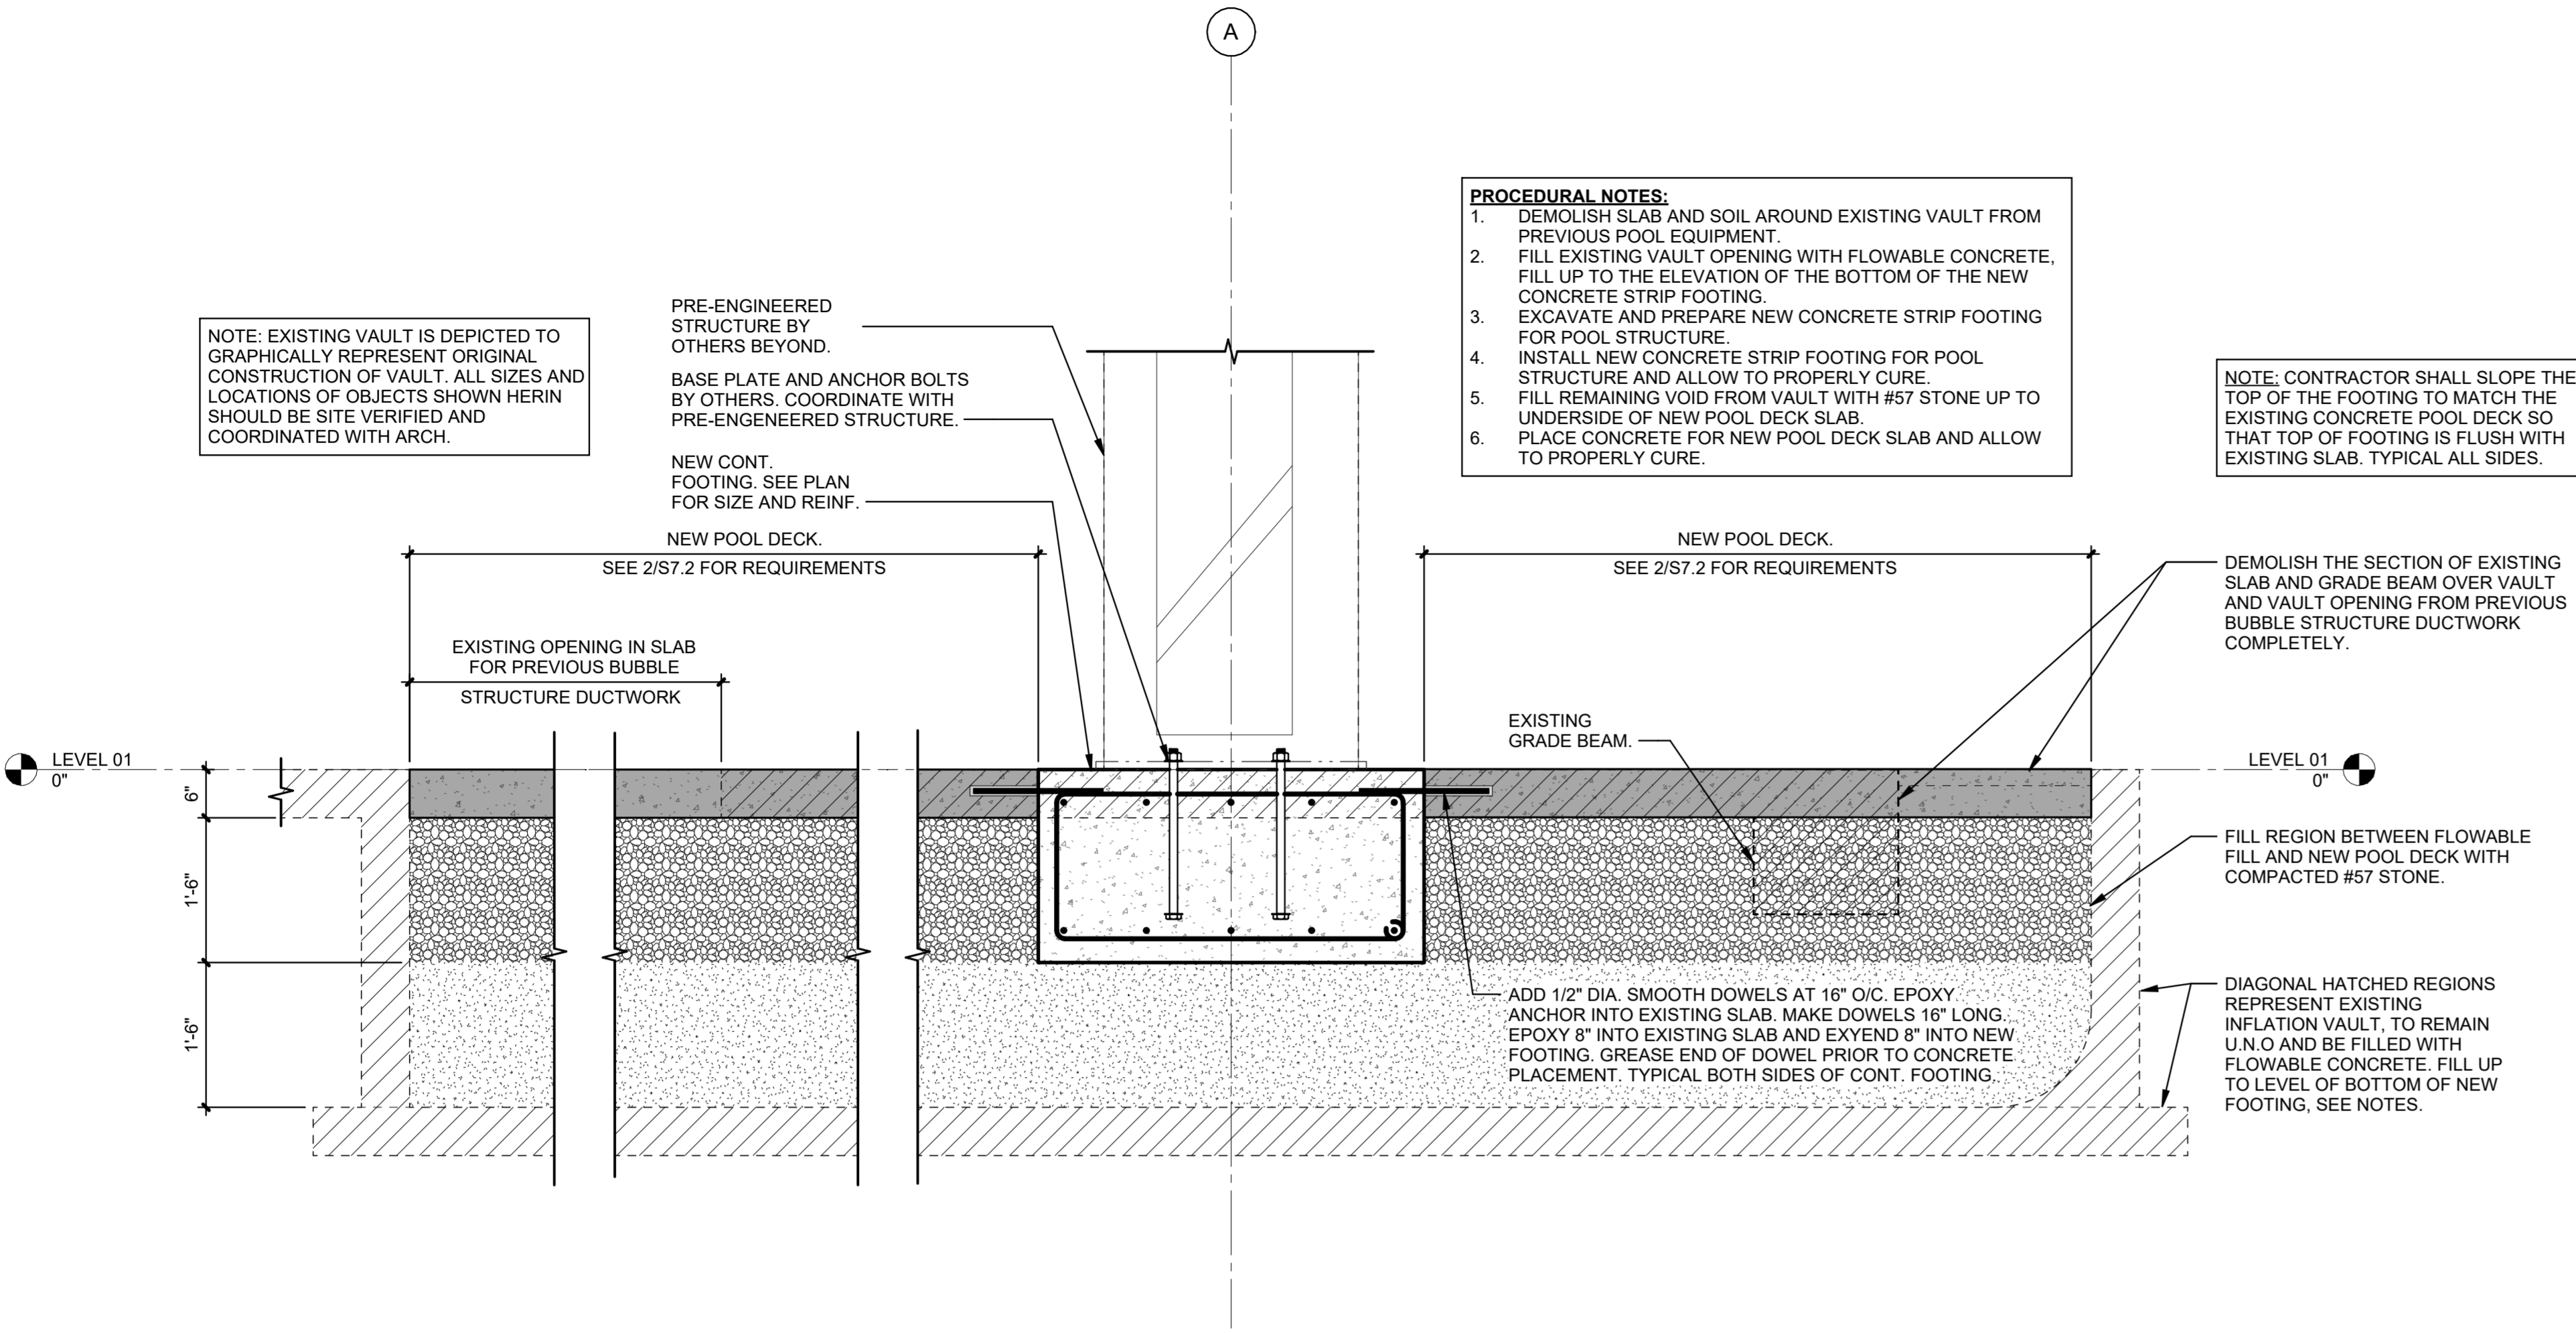 A
PROCEDURAL NOTES:
1. DEMOLISH SLAB AND SOIL AROUND EXISTING VAULT FROM
PREVIOUS POOL EQUIPMENT.
2. FILL EXISTING VAULT OPENING WITH FLOWABLE CONCRETE,
FILL UP TO THE ELEVATION OF THE BOTTOM OF THE NEW
CONCRETE STRIP FOOTING.
3. EXCAVATE AND PREPARE NEW CONCRETE STRIP FOOTING
FOR POOL STRUCTURE.
4. INSTALL NEW CONCRETE STRIP FOOTING FOR POOL
STRUCTURE AND ALLOW TO PROPERLY CURE.
5. FILL REMAINING VOID FROM VAULT WITH #57 STONE UP TO
UNDERSIDE OF NEW POOL DECK SLAB.
6. PLACE CONCRETE FOR NEW POOL DECK SLAB AND ALLOW
TO PROPERLY CURE.
NOTE: EXISTING VAULT IS DEPICTED TO
GRAPHICALLY REPRESENT ORIGINAL
CONSTRUCTION OF VAULT. ALL SIZES AND
LOCATIONS OF OBJECTS SHOWN HERIN
SHOULD BE SITE VERIFIED AND
COORDINATED WITH ARCH.
PRE-ENGINEERED
STRUCTURE BY
OTHERS BEYOND.
BASE PLATE AND ANCHOR BOLTS
BY OTHERS. COORDINATE WITH
PRE-ENGENEERED STRUCTURE.
NEW CONT.
FOOTING. SEE PLAN
FOR SIZE AND REINF.
NOTE: CONTRACTOR SHALL SLOPE THE
TOP OF THE FOOTING TO MATCH THE
EXISTING CONCRETE POOL DECK SO
THAT TOP OF FOOTING IS FLUSH WITH
EXISTING SLAB. TYPICAL ALL SIDES.
NEW POOL DECK.
SEE 2/S7.2 FOR REQUIREMENTS
NEW POOL DECK.
SEE 2/S7.2 FOR REQUIREMENTS
DEMOLISH THE SECTION OF EXISTING
SLAB AND GRADE BEAM OVER VAULT
AND VAULT OPENING FROM PREVIOUS
BUBBLE STRUCTURE DUCTWORK
COMPLETELY.
EXISTING OPENING IN SLAB
FOR PREVIOUS BUBBLE
STRUCTURE DUCTWORK
EXISTING
GRADE BEAM.
LEVEL 01
0"
LEVEL 01
0"
6"
1'-6"
1'-6"
FILL REGION BETWEEN FLOWABLE
FILL AND NEW POOL DECK WITH
COMPACTED #57 STONE.
ADD 1/2" DIA. SMOOTH DOWELS AT 16" O/C. EPOXY
ANCHOR INTO EXISTING SLAB. MAKE DOWELS 16" LONG.
EPOXY 8" INTO EXISTING SLAB AND EXYEND 8" INTO NEW
FOOTING. GREASE END OF DOWEL PRIOR TO CONCRETE
PLACEMENT. TYPICAL BOTH SIDES OF CONT. FOOTING.
DIAGONAL HATCHED REGIONS
REPRESENT EXISTING
INFLATION VAULT, TO REMAIN
U.N.O AND BE FILLED WITH
FLOWABLE CONCRETE. FILL UP
TO LEVEL OF BOTTOM OF NEW
FOOTING, SEE NOTES.